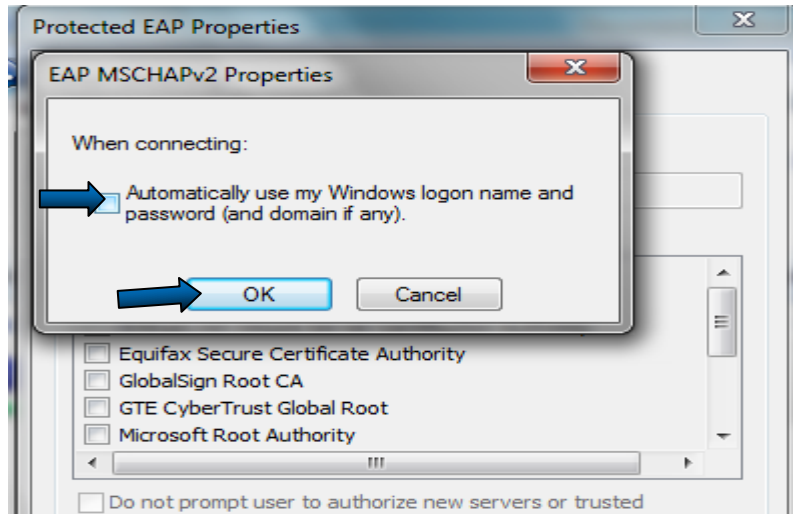 Protected EAP Properties
EAP MSCHAPv2 Properties
When connecting:
Automatically use my Windows logon name and
password (and domain if any).
OK
Cancel
Equifax Secure Certificate Authority
GlobalSign Root CA
GTE CyberTrust Global Root
Microsoft Root Authority
Do not prompt user to authorize new servers or trusted